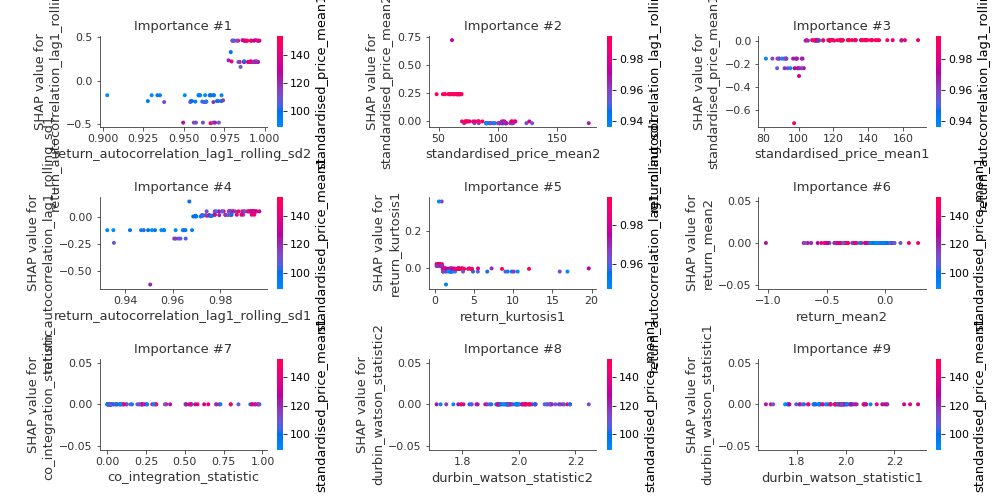 Importance #1
SHAP value for
return_autocorrelation_lag1_rolling_sd2
0.5
0.0
−0.5
0.900 0.925 0.950 0.975 1.000
return_autocorrelation_lag1_rolling_sd2
140
120
100
standardised_price_mean1
Importance #2
SHAP value for
standardised_price_mean2
0.75
0.50
0.25
0.00
50 100 150
standardised_price_mean2
0.98
0.96
0.94
return_autocorrelation_lag1_rolling_sd1
Importance #3
SHAP value for
standardised_price_mean1
0.0
−0.2
−0.4
−0.6
80 100 120 140 160
standardised_price_mean1
0.98
0.96
0.94
return_autocorrelation_lag1_rolling_sd1
Importance #4
SHAP value for
return_autocorrelation_lag1_rolling_sd1
0.00
−0.25
−0.50
0.94 0.96 0.98
return_autocorrelation_lag1_rolling_sd1
140
120
100
standardised_price_mean1
Importance #5
SHAP value for
return_kurtosis1
0.2
0.0
0 5 10 15 20
return_kurtosis1
0.98
0.96
return_autocorrelation_lag1_rolling_sd1
Importance #6
SHAP value for
return_mean2
0.05
0.00
−0.05
−1.0 −0.5 0.0
return_mean2
140
120
100
standardised_price_mean1
Importance #7
SHAP value for
co_integration_statistic
0.05
0.00
−0.05
0.00 0.25 0.50 0.75 1.00
co_integration_statistic
140
120
100
standardised_price_mean1
Importance #8
SHAP value for
durbin_watson_statistic2
0.05
0.00
−0.05
1.8 2.0 2.2
durbin_watson_statistic2
140
120
100
standardised_price_mean1
Importance #9
SHAP value for
durbin_watson_statistic1
0.05
0.00
−0.05
1.8 2.0 2.2
durbin_watson_statistic1
140
120
100
standardised_price_mean1